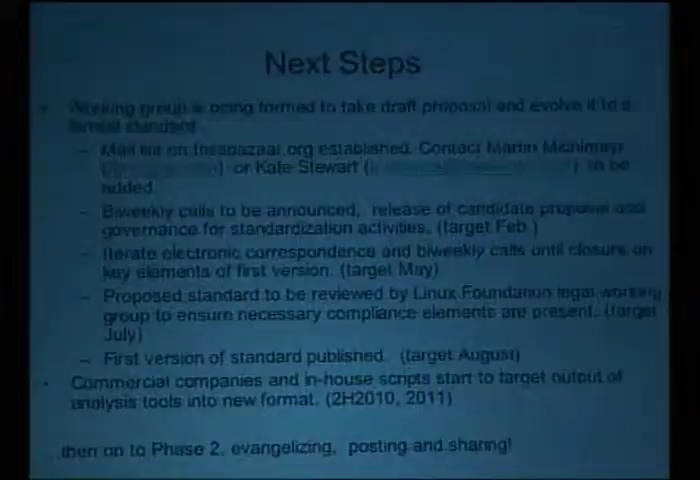 Next Steps
• Working group is being formed to take draft proposal and evolve it to a
formal standard
– Mail list on fossbazaar.org established. Contact Martin Michlmayr
or Kate Stewart ( ) to be
added
– Biweekly calls to be announced, release of candidate proposal and
governance for standardization activities. (target Feb.)
– Iterate electronic correspondence and biweekly calls until closure on
key elements of first version. (target May)
– Proposed standard to be reviewed by Linux Foundation legal working
group to ensure necessary compliance elements are present. (target
July)
– First version of standard published. (target August)
• Commercial companies and in-house scripts start to target output of
analysis tools into new format. (2H2010, 2011)
...then on to Phase 2, evangelizing, posting and sharing!